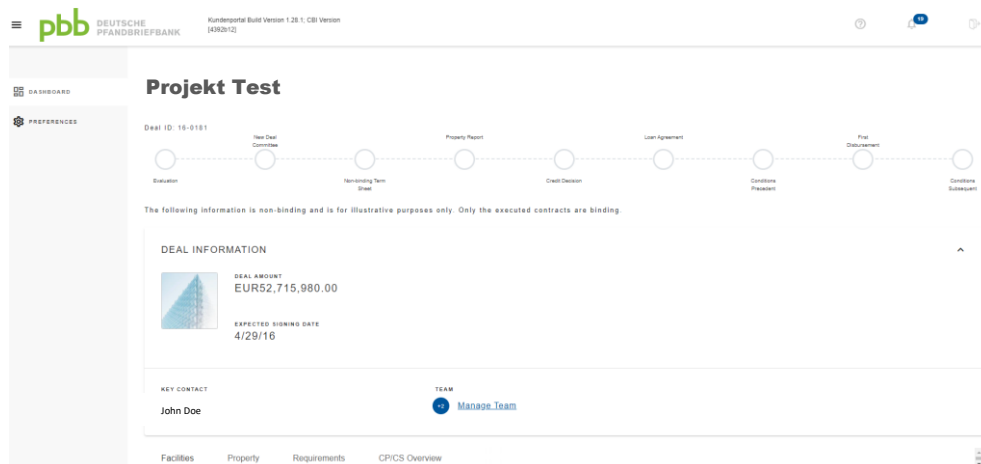 pbb DEUTSCHE
PFANDBRIEFBANK
Kundenportal Build Version 1.28.1; CBI Version
[4392b12]
19
DASHBOARD
PREFERENCES
Projekt Test
Deal ID: 16-0181
New Deal
Committee
Property Report
Loan Agreement
First
Disbursement
Evaluation
Non-binding Term
Sheet
Credit Decision
Conditions
Precedent
Conditions
Subsequent
The following information is non-binding and is for illustrative purposes only. Only the executed contracts are binding.
DEAL INFORMATION
DEAL AMOUNT
EUR52,715,980.00
EXPECTED SIGNING DATE
4/29/16
KEY CONTACT
John Doe
TEAM
+2 Manage Team
Facilities Property Requirements CP/CS Overview